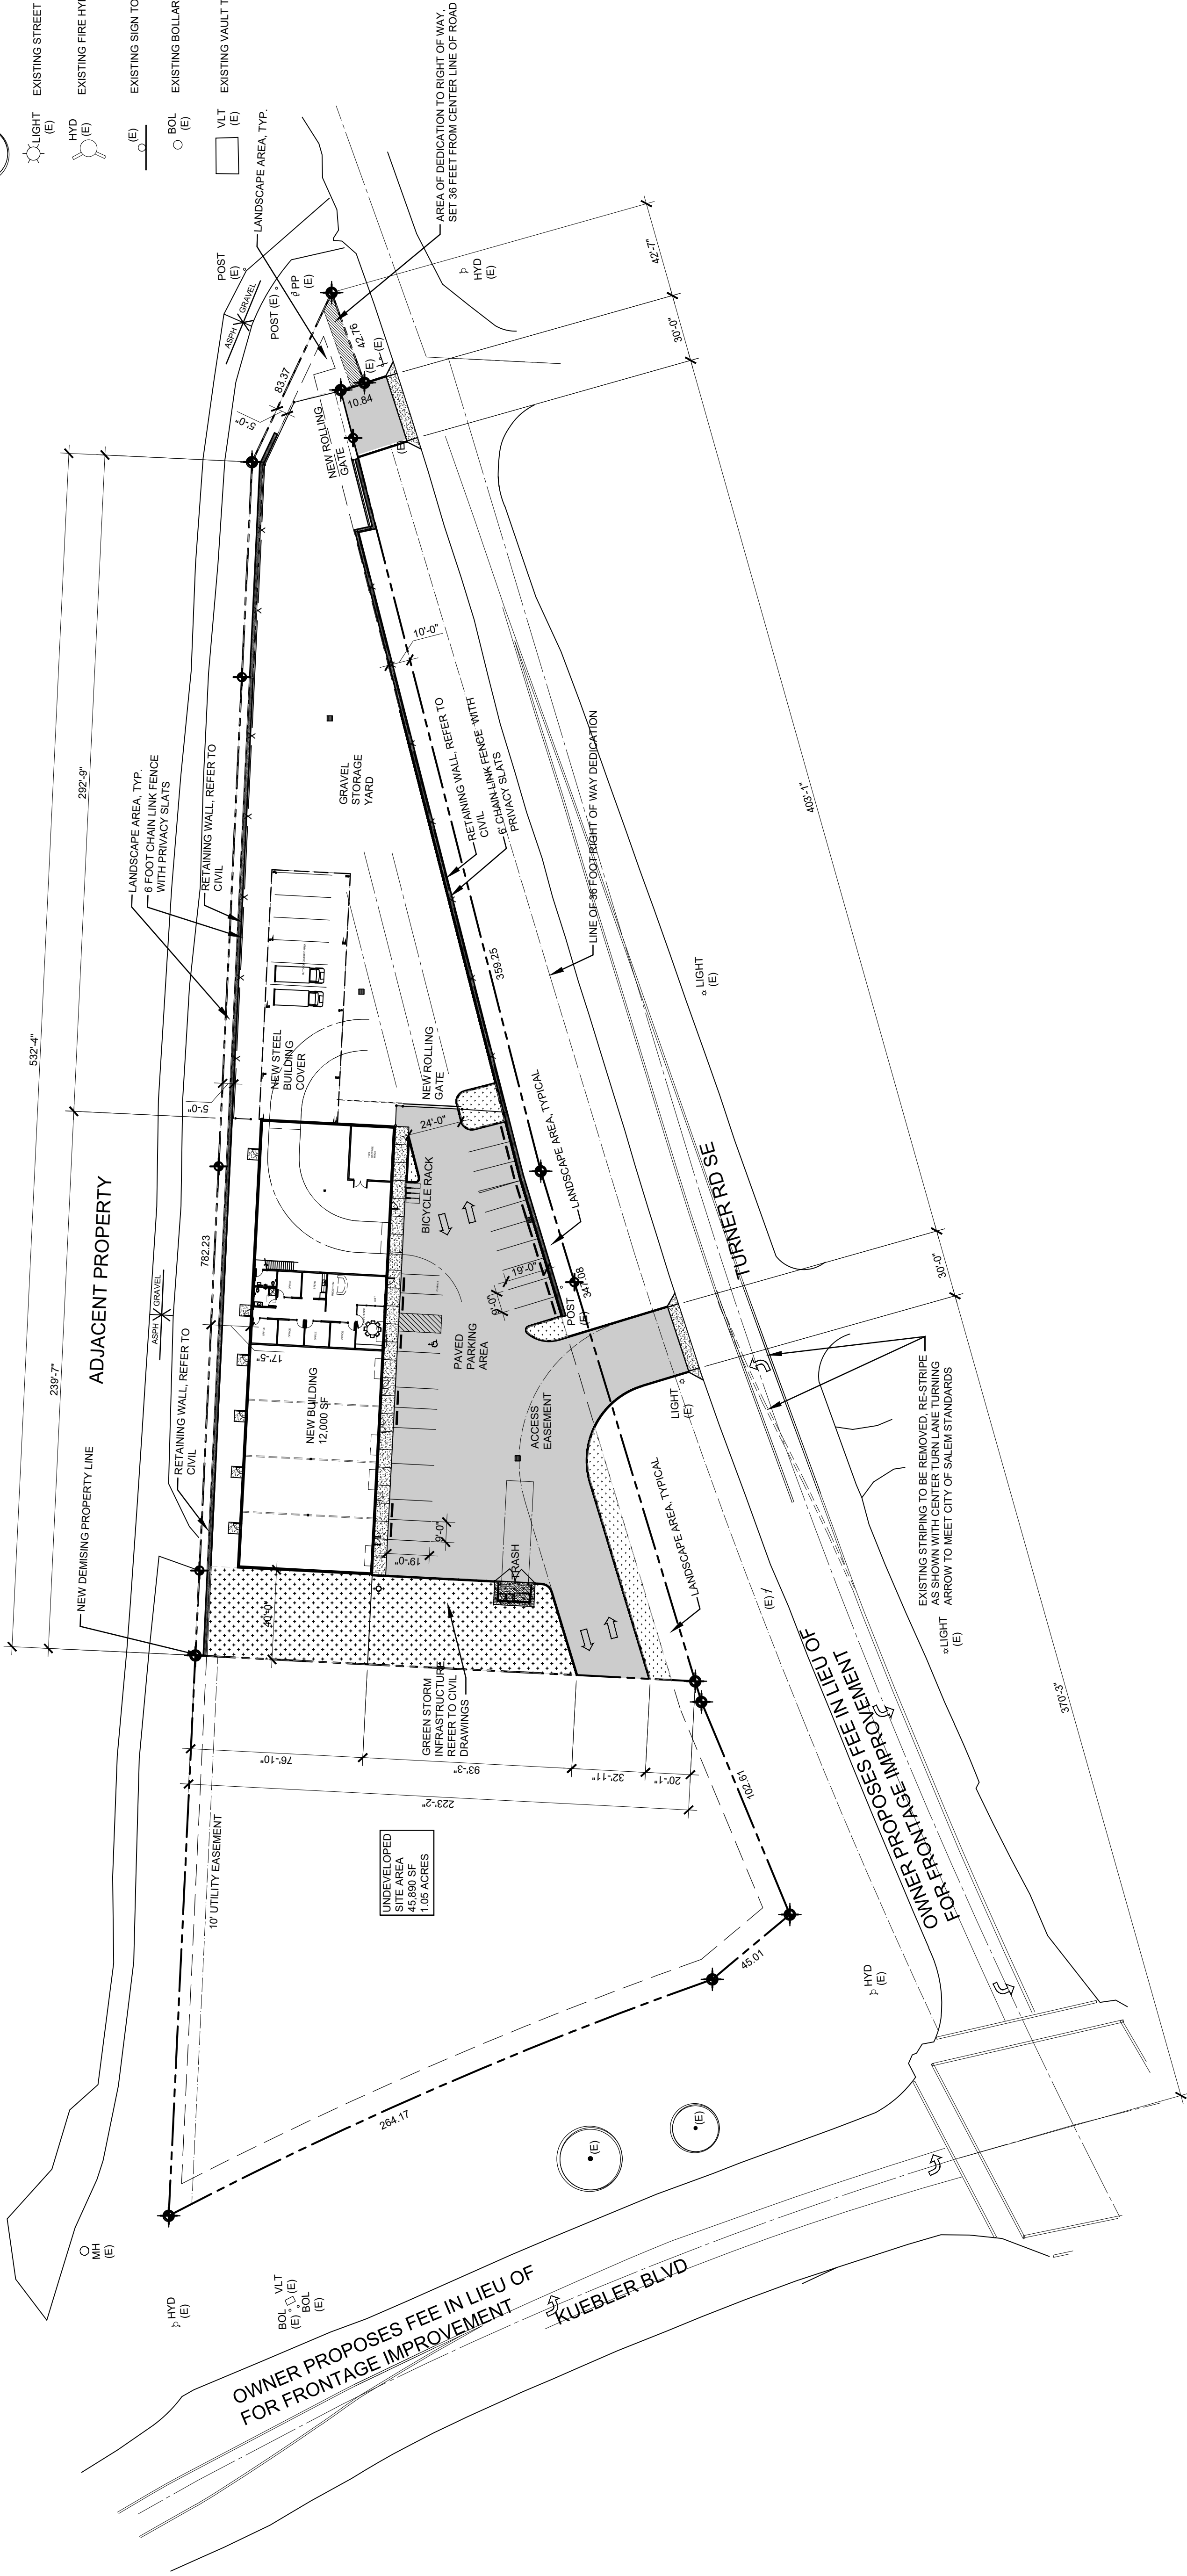 LIGHT
(E)
EXISTING STREET
HYD
(E)
EXISTING FIRE HY
(E)
EXISTING SIGN TO
BOL
(E)
EXISTING BOLLAR
VLT
(E)
EXISTING VAULT T
LANDSCAPE AREA, TYP.
AREA OF DEDICATION TO RIGHT OF WAY,
SET 36 FEET FROM CENTER LINE OF ROAD
POST
(E)
ASPH
GRAVEL
POST (E)
PP
(E)
HYD
(E)
42'-7"
30'-0"
83.37
42.76
(E)
(E)
10.84
(E)
5'-0"
NEW ROLLING
GATE
532'-4"
292'-9"
10'-0"
LANDSCAPE AREA, TYP.
6 FOOT CHAIN LINK FENCE
WITH PRIVACY SLATS
RETAINING WALL, REFER TO
CIVIL
GRAVEL
STORAGE
YARD
RETAINING WALL, REFER TO
CIVIL
6' CHAIN LINK FENCE WITH
PRIVACY SLATS
LINE OF 36 FOOT RIGHT OF WAY DEDICATION
403'-1"
359.25
LIGHT
(E)
NEW STEEL
BUILDING
COVER
NEW ROLLING
GATE
5'-0"
24'-0"
239'-7"
ADJACENT PROPERTY
782.23
BICYCLE RACK
LANDSCAPE AREA, TYPICAL
TURNER RD SE
ASPH
GRAVEL
19'-0"
9'-0"
POST
(E)
347.08
30'-0"
RETAINING WALL, REFER TO
CIVIL
17'-5"
NEW BUILDING
12,000 SF
PAVED
PARKING
AREA
ACCESS
EASEMENT
LIGHT
(E)
NEW DEMISING PROPERTY LINE
9'-0"
19'-0"
TRASH
LANDSCAPE AREA, TYPICAL
EXISTING STRIPING TO BE REMOVED, RE-STRIPE
AS SHOWN WITH CENTER TURN LANE TURNING
ARROW TO MEET CITY OF SALEM STANDARDS
40'-0"
(E)
LIGHT
(E)
GREEN STORM
INFRASTRUCTURE,
REFER TO CIVIL
DRAWINGS
76'-10"
93'-3"
32'-11"
20'-1"
223'-2"
102.61
OWNER PROPOSES FEE IN LIEU OF
FOR FRONTAGE IMPROVEMENT
370'-3"
10' UTILITY EASEMENT
UNDEVELOPED
SITE AREA
45,890 SF
1.05 ACRES
45.01
HYD
(E)
264.17
(E)
(E)
MH
(E)
HYD
(E)
BOL
(E)
VLT
(E)
BOL
(E)
OWNER PROPOSES FEE IN LIEU OF
FOR FRONTAGE IMPROVEMENT
KUEBLER BLVD